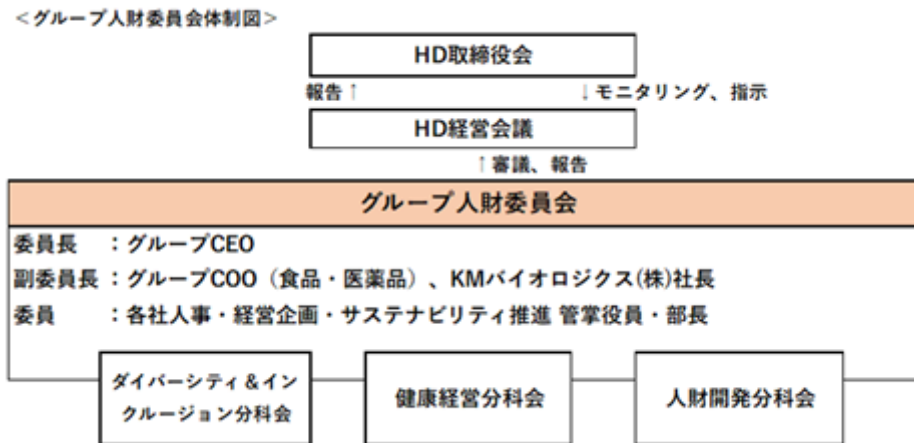 ＜グループ人財委員会体制図＞
HD取締役会
報告↑
↓モニタリング、指示
HD経営会議
↑審議、報告
グループ人財委員会
委員長　：グループCEO
副委員長：グループCOO（食品・医薬品）、KMバイオロジクス(株)社長
委員　　：各社人事・経営企画・サステナビリティ推進 管掌役員・部長
ダイバーシティ＆イン
クルージョン分科会
健康経営分科会
人財開発分科会